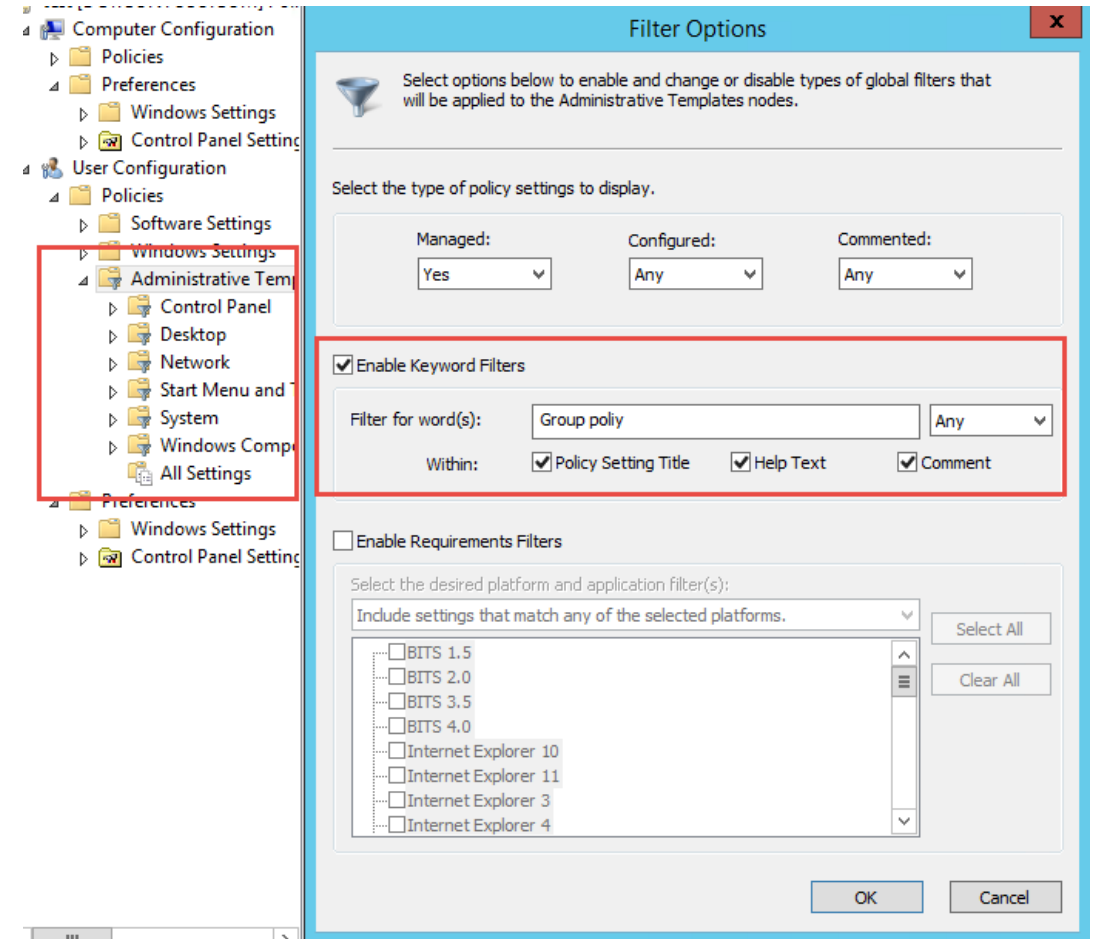 Computer Configuration
Policies
Preferences
Windows Settings
Control Panel Setting
User Configuration
Policies
Software Settings
Windows Settings
Administrative Temp
Control Panel
Desktop
Network
Start Menu and T
System
Windows Compo
All Settings
Preferences
Windows Settings
Control Panel Setting
Filter Options
x
Select options below to enable and change or disable types of global filters that
will be applied to the Administrative Templates nodes.
Select the type of policy settings to display.
Managed: Configured: Commented:
Yes Any Any
Enable Keyword Filters
Filter for word(s): Group poliy Any
Within: Policy Setting Title Help Text Comment
Enable Requirements Filters
Select the desired platform and application filter(s):
Include settings that match any of the selected platforms.
Select All
Clear All
BITS 1.5
BITS 2.0
BITS 3.5
BITS 4.0
Internet Explorer 10
Internet Explorer 11
Internet Explorer 3
Internet Explorer 4
OK Cancel